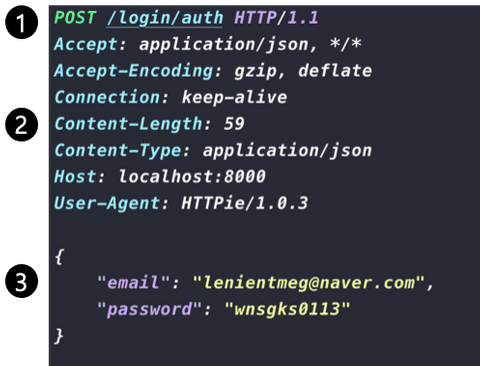 1 POST /login/auth HTTP/1.1
Accept: application/json, */*
Accept-Encoding: gzip, deflate
Connection: keep-alive
2 Content-Length: 59
Content-Type: application/json
Host: localhost:8000
User-Agent: HTTPie/1.0.3
{
3 "email": "lenientmeg@naver.com",
"password": "wnsgks0113"
}